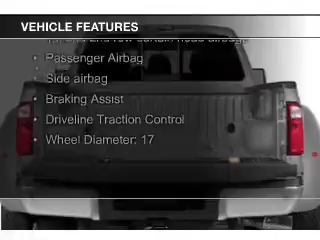 VEHICLE FEATURES
• Passenger Airbag
• Side airbag
• Braking Assist
• Driveline Traction Control
• Wheel Diameter: 17